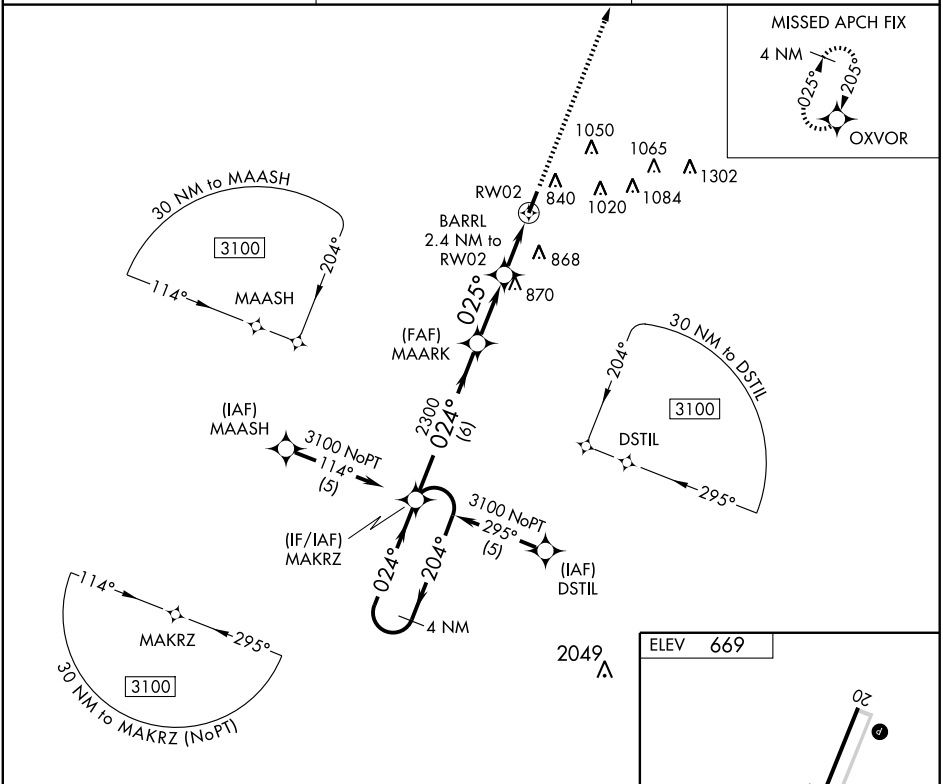 MISSED APCH FIX
4 NM
025°
205°
OXVOR
1050
1065
1302
RW02
840
1020
1084
BARRL
2.4 NM to
RW02
868
870
025°
30 NM to MAASH
3100
204°
114°
MAASH
(FAF)
MAARK
30 NM to DSTIL
204°
3100
DSTIL
295°
2300
024°
(6)
(IAF)
MAASH
3100 NoPT
114°
(5)
3100 NoPT
295°
(5)
(IF/IAF)
MAKRZ
(IAF)
DSTIL
024°
204°
4 NM
114°
MAKRZ
295°
3100
30 NM to MAKRZ (NoPT)
2049
ELEV 669
20
P